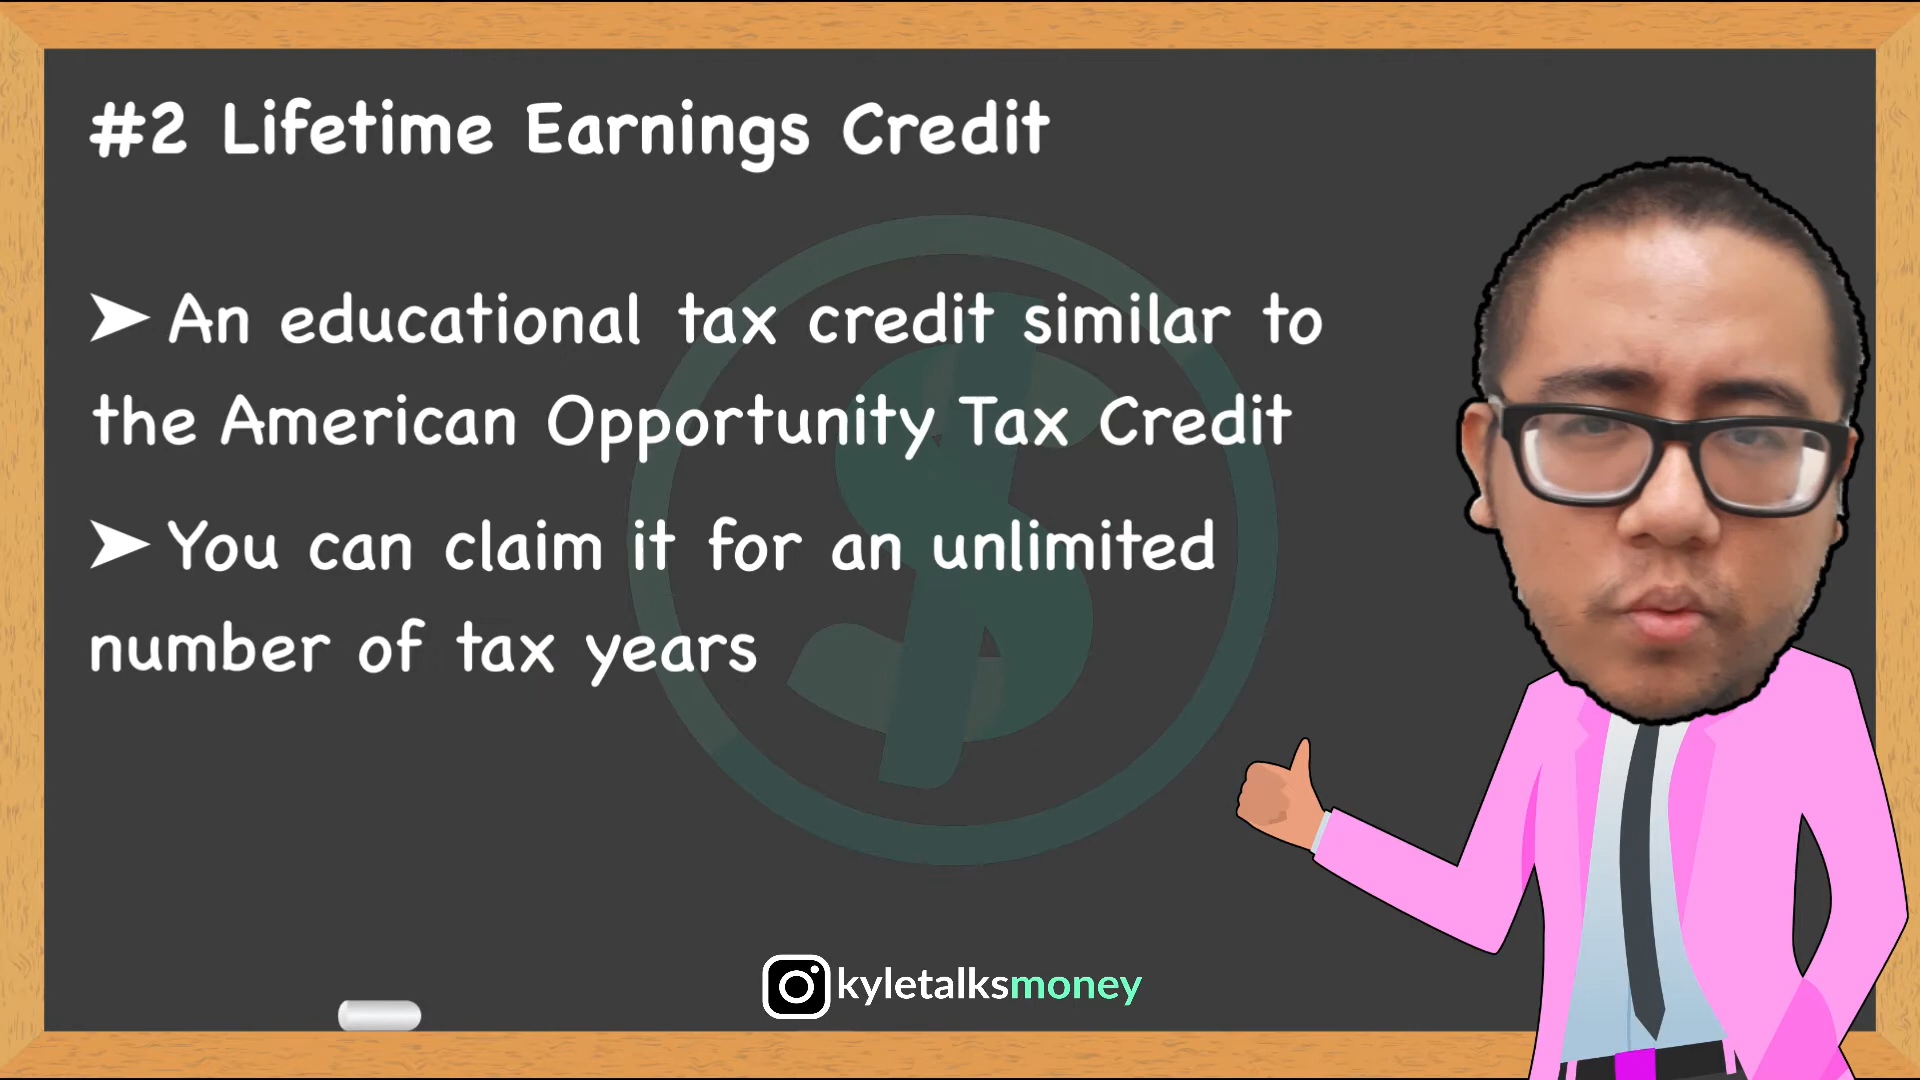 #2 Lifetime Earnings Credit
➤ An educational tax credit similar to
the American Opportunity Tax Credit
➤ You can claim it for an unlimited
number of tax years
kyletalksmoney